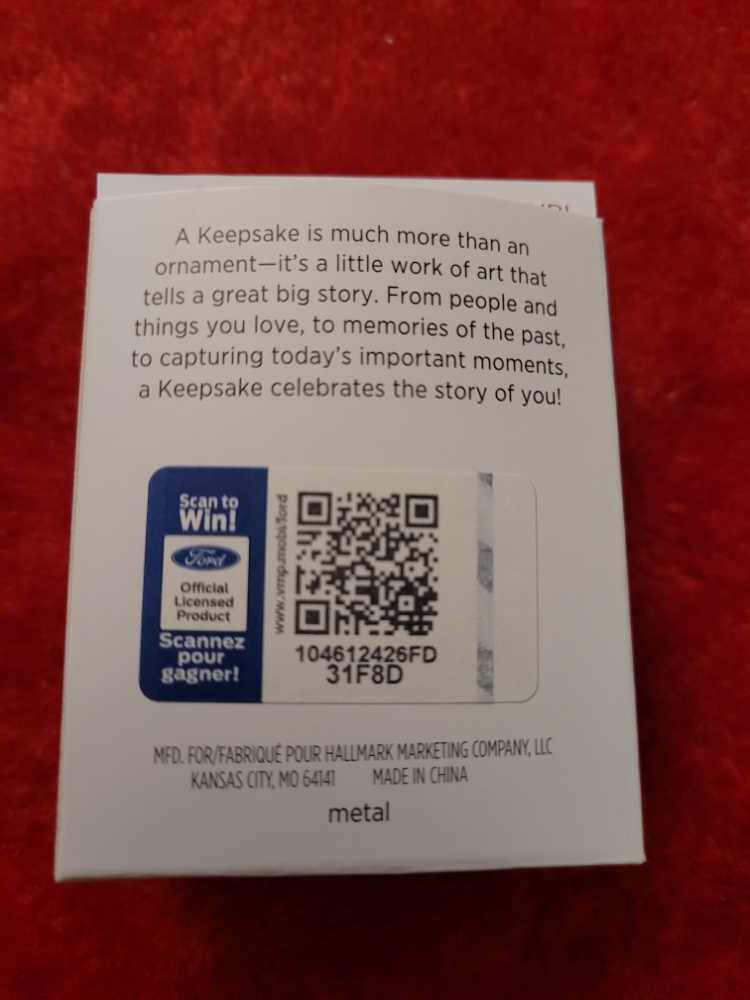 A Keepsake is much more than an
ornament—it's a little work of art that
tells a great big story. From people and
things you love, to memories of the past,
to capturing today's important moments,
a Keepsake celebrates the story of you!
Scan to
Win!
Ford
Official
Licensed
Product
Scannez
pour
gagner!
www.vmp.mobi/ford
104612426FD
31F8D
MFD. FOR/FABRIQUÉ POUR HALLMARK MARKETING COMPANY, LLC
KANSAS CITY, MO 64141 MADE IN CHINA
metal